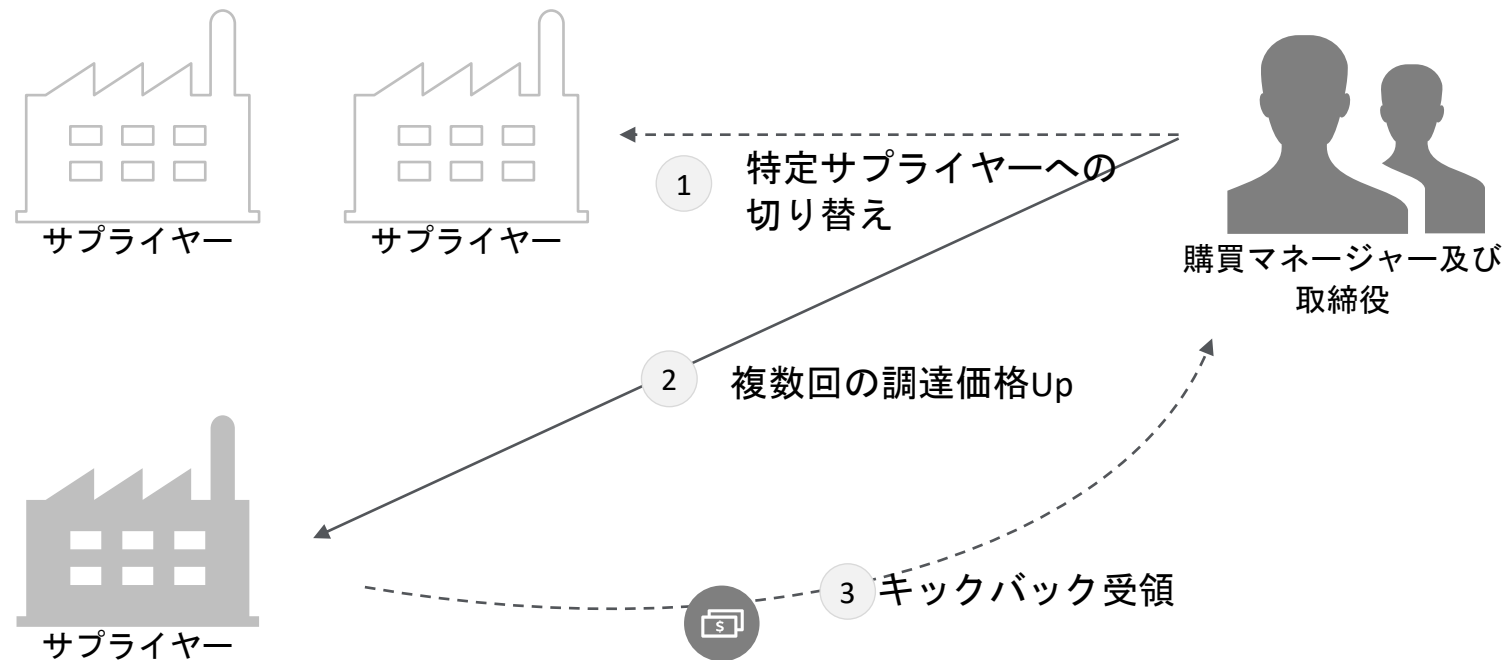 サプライヤー
サプライヤー
1
特定サプライヤーへの
切り替え
購買マネージャー及び
取締役
2
複数回の調達価格Up
3
キックバック受領
$
サプライヤー